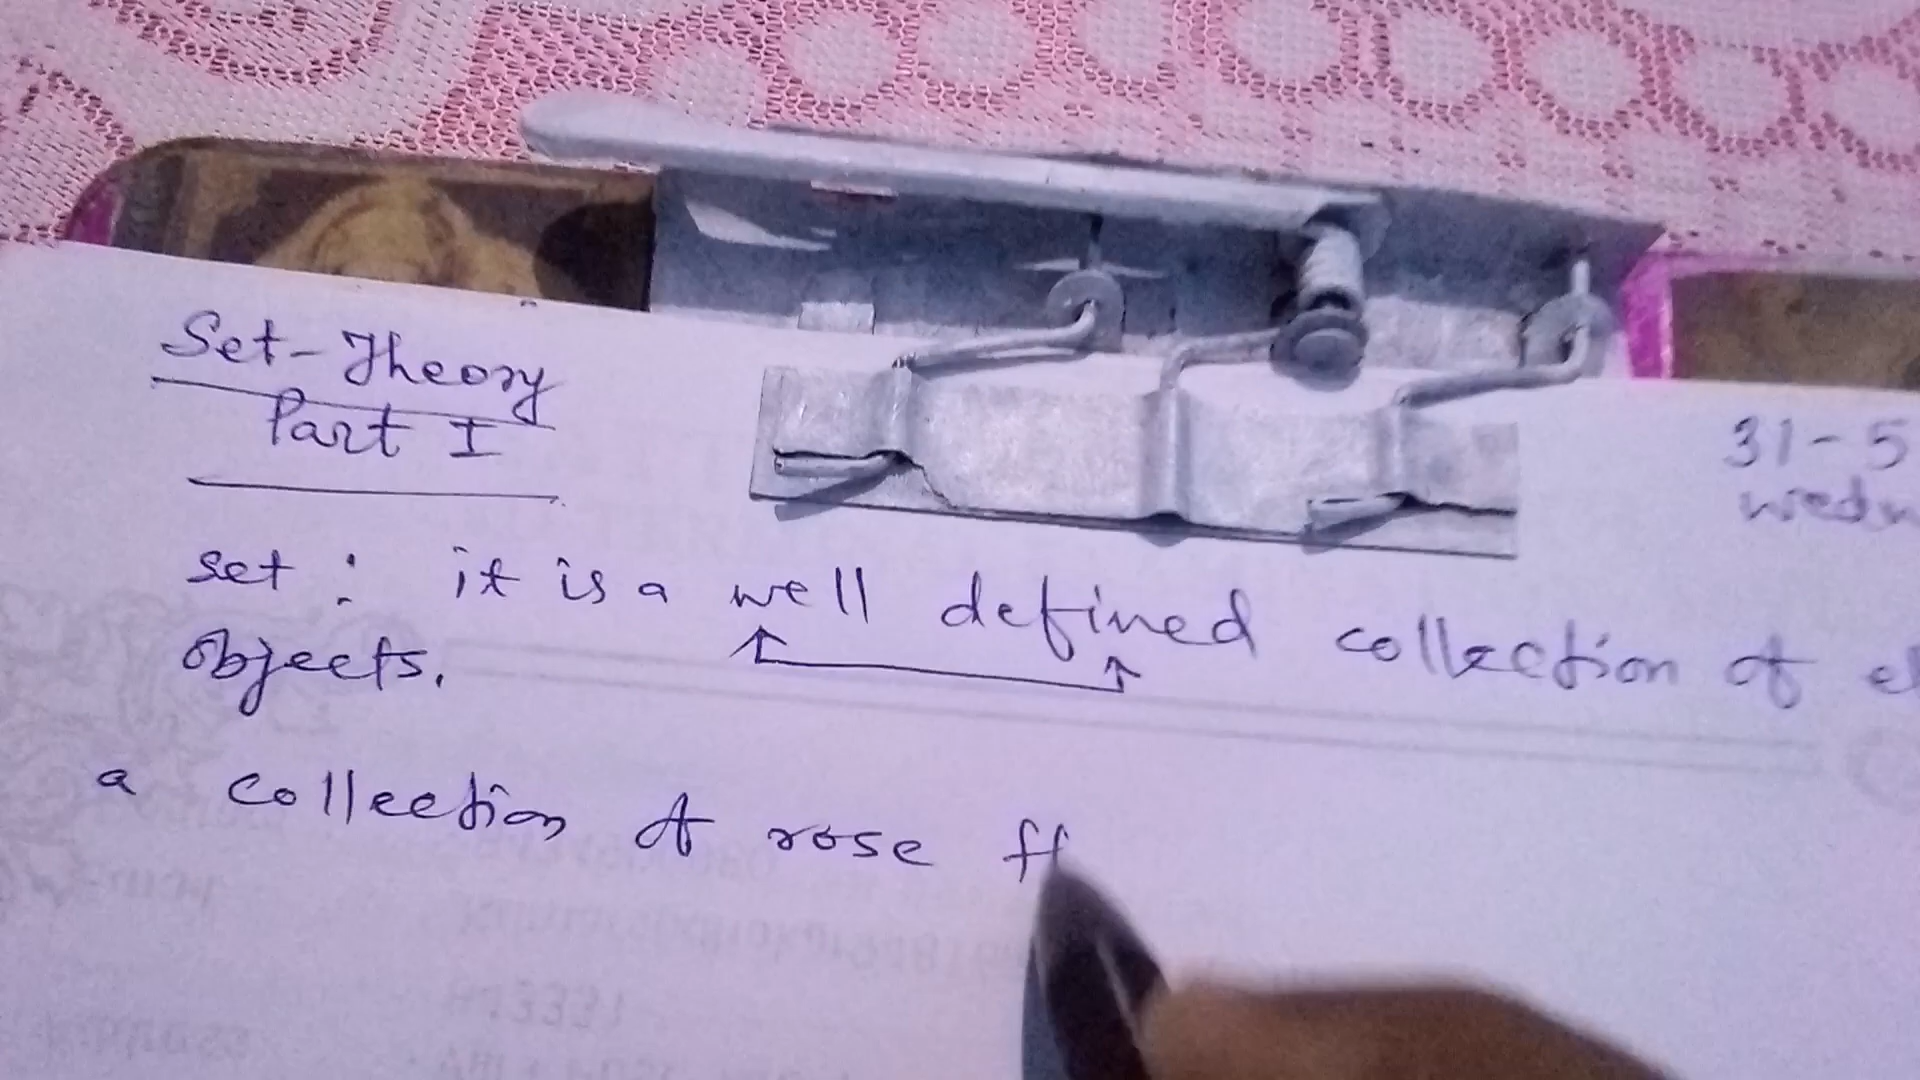 Set-Theory
Part I
31-5
set : it is a well defined collection of
objects.
a collection of rose